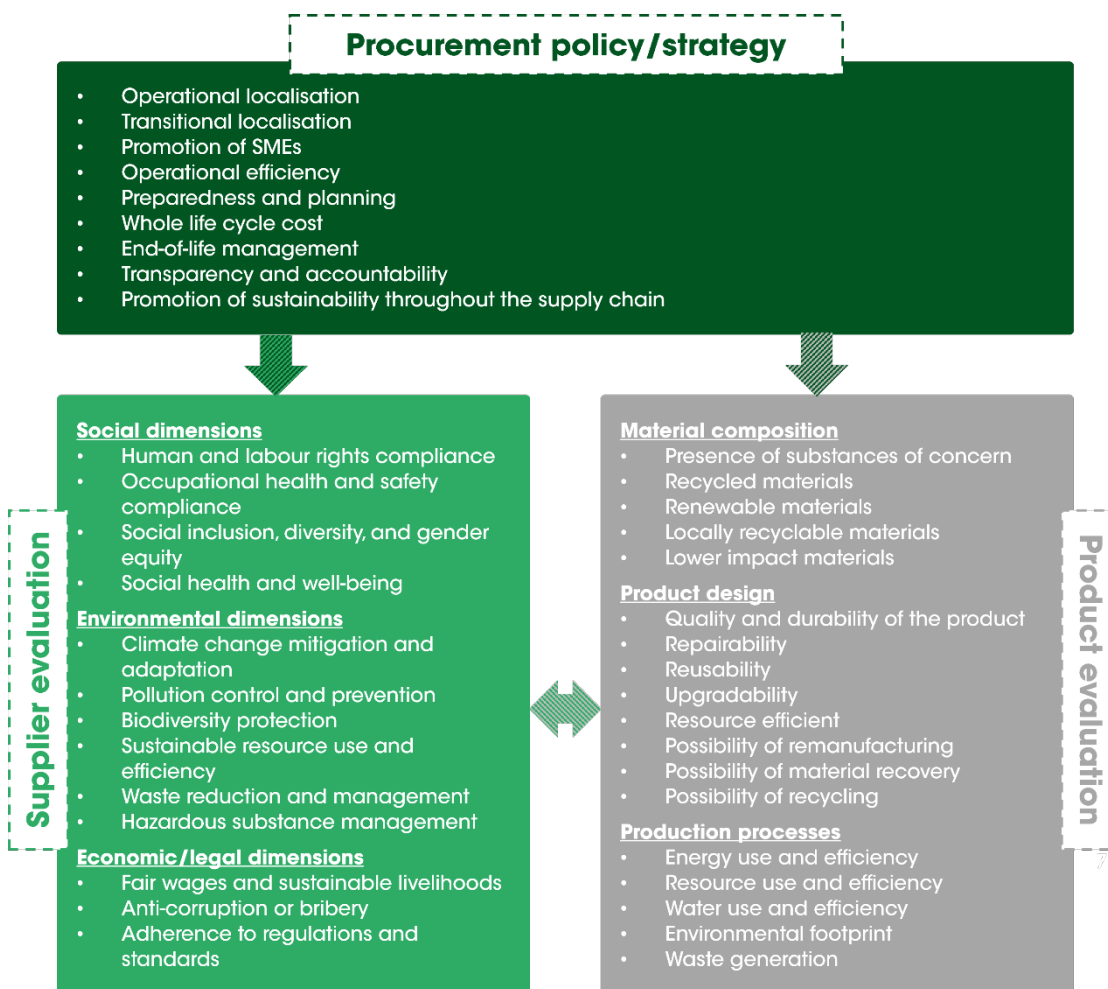 Procurement policy/strategy
• Operational localisation
• Transitional localisation
• Promotion of SMEs
• Operational efficiency
• Preparedness and planning
• Whole life cycle cost
• End-of-life management
• Transparency and accountability
• Promotion of sustainability throughout the supply chain
Supplier evaluation
Social dimensions
• Human and labour rights compliance
• Occupational health and safety
compliance
• Social inclusion, diversity, and gender
equity
• Social health and well-being
Environmental dimensions
• Climate change mitigation and
adaptation
• Pollution control and prevention
• Biodiversity protection
• Sustainable resource use and
efficiency
• Waste reduction and management
• Hazardous substance management
Economic/legal dimensions
• Fair wages and sustainable livelihoods
• Anti-corruption or bribery
• Adherence to regulations and
standards
Material composition
• Presence of substances of concern
• Recycled materials
• Renewable materials
• Locally recyclable materials
• Lower impact materials
Product design
• Quality and durability of the product
• Repairability
• Reusability
• Upgradability
• Resource efficient
• Possibility of remanufacturing
• Possibility of material recovery
• Possibility of recycling
Production processes
• Energy use and efficiency
• Resource use and efficiency
• Water use and efficiency
• Environmental footprint
• Waste generation
Product evaluation
7